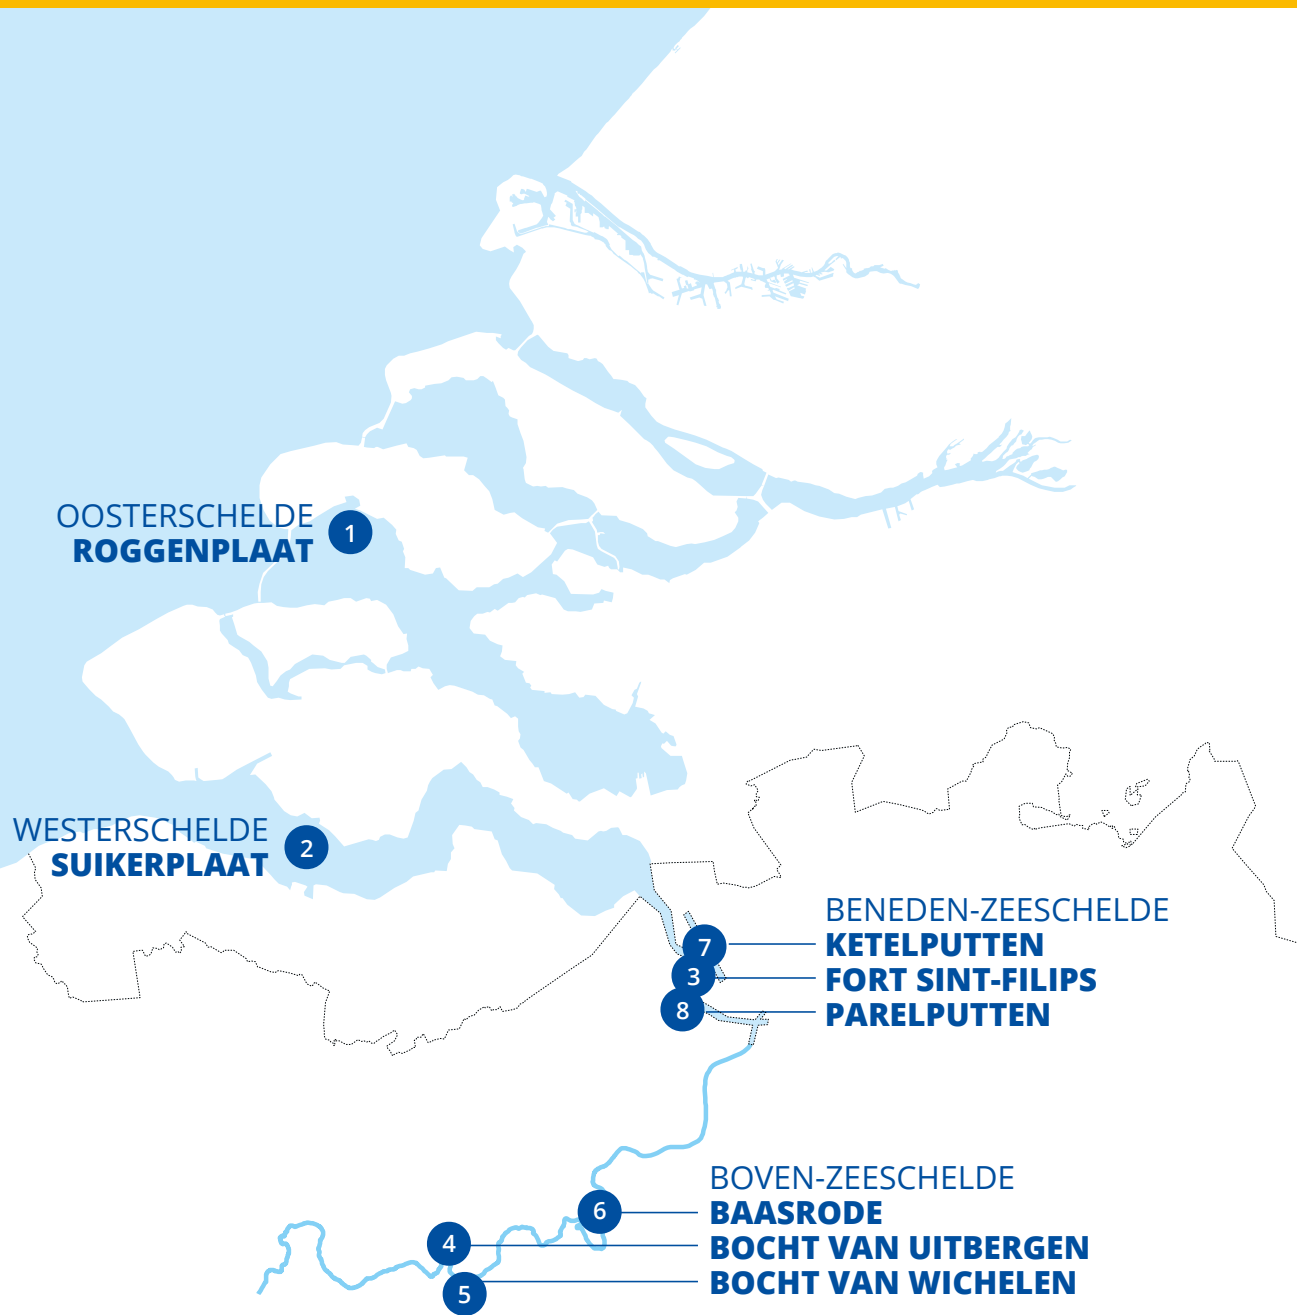 OOSTERSCHELDE
ROGGENPLAAT
1
WESTERSCHELDE
SUIKERPLAAT
2
BENEDEN-ZEESCHELDE
7
KETELPUTTEN
3
FORT SINT-FILIPS
8
PARELPUTTEN
BOVEN-ZEESCHELDE
6
BAASRODE
4
BOCHT VAN UITBERGEN
5
BOCHT VAN WICHELEN